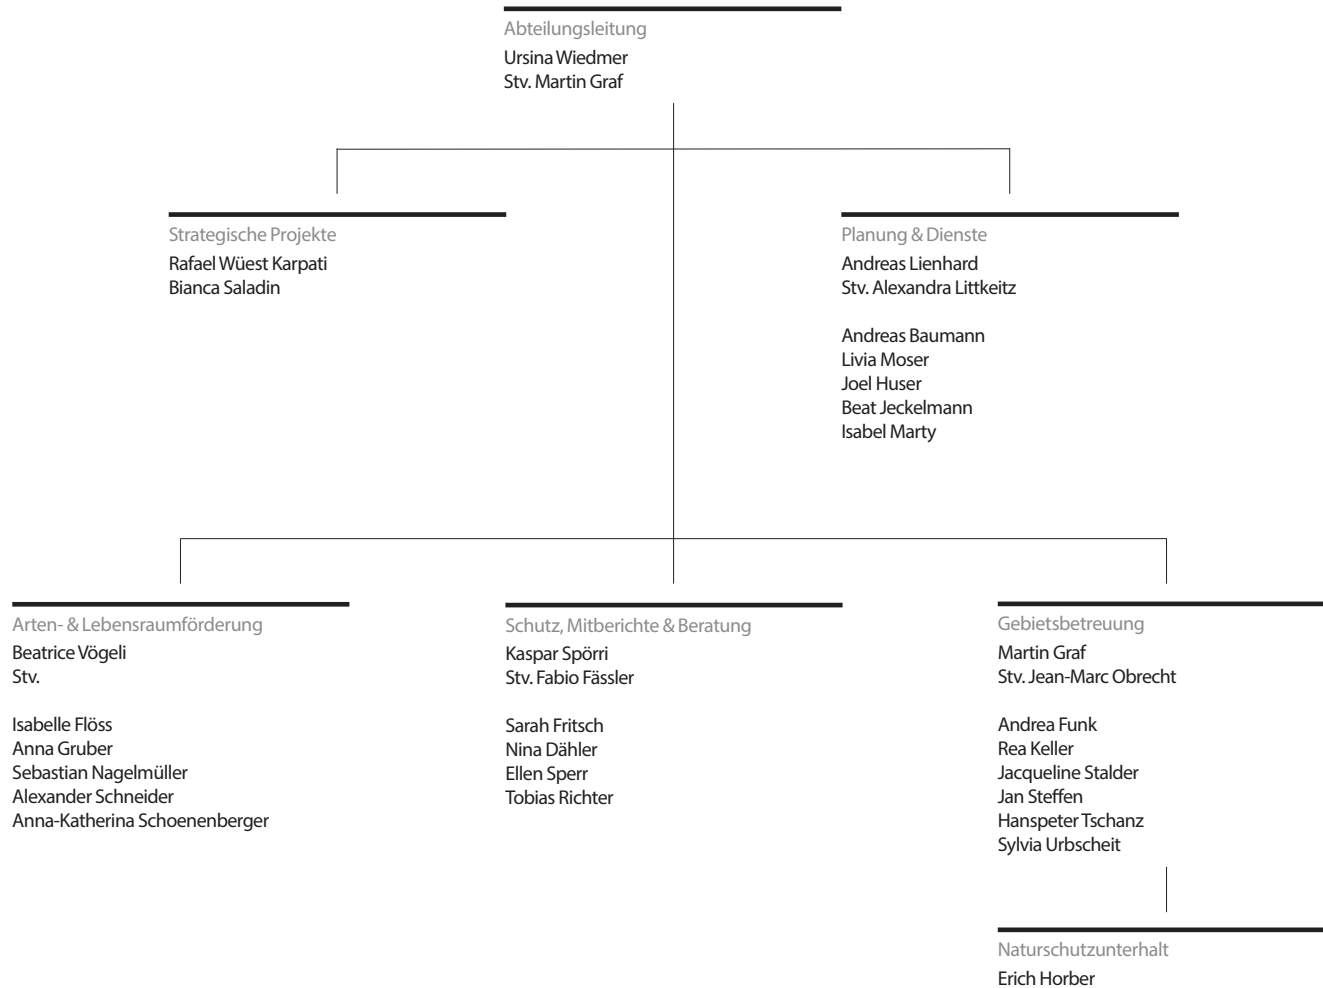 Abteilungsleitung
Ursina Wiedmer
Stv. Martin Graf
Strategische Projekte
Rafael Wüest Karpati
Bianca Saladin
Planung & Dienste
Andreas Lienhard
Stv. Alexandra Littkeitz
Andreas Baumann
Livia Moser
Joel Huser
Beat Jeckelmann
Isabel Marty
Arten- & Lebensraumförderung
Beatrice Vögeli
Stv.
Isabelle Flöss
Anna Gruber
Sebastian Nagelmüller
Alexander Schneider
Anna-Katherina Schoenenberger
Schutz, Mitberichte & Beratung
Kaspar Spörri
Stv. Fabio Fässler
Sarah Fritsch
Nina Dähler
Ellen Sperr
Tobias Richter
Gebietsbetreuung
Martin Graf
Stv. Jean-Marc Obrecht
Andrea Funk
Rea Keller
Jacqueline Stalder
Jan Steffen
Hanspeter Tschanz
Sylvia Urbscheit
Naturschutzunterhalt
Erich Horber